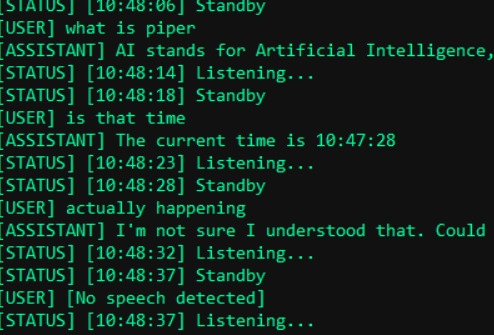 [STATUS] [10:48:06] Standby
[USER] what is piper
[ASSISTANT] AI stands for Artificial Intelligence,
[STATUS] [10:48:14] Listening...
[STATUS] [10:48:18] Standby
[USER] is that time
[ASSISTANT] The current time is 10:47:28
[STATUS] [10:48:23] Listening...
[STATUS] [10:48:28] Standby
[USER] actually happening
[ASSISTANT] I'm not sure I understood that. Could
[STATUS] [10:48:32] Listening...
[STATUS] [10:48:37] Standby
[USER] [No speech detected]
[STATUS] [10:48:37] Listening...